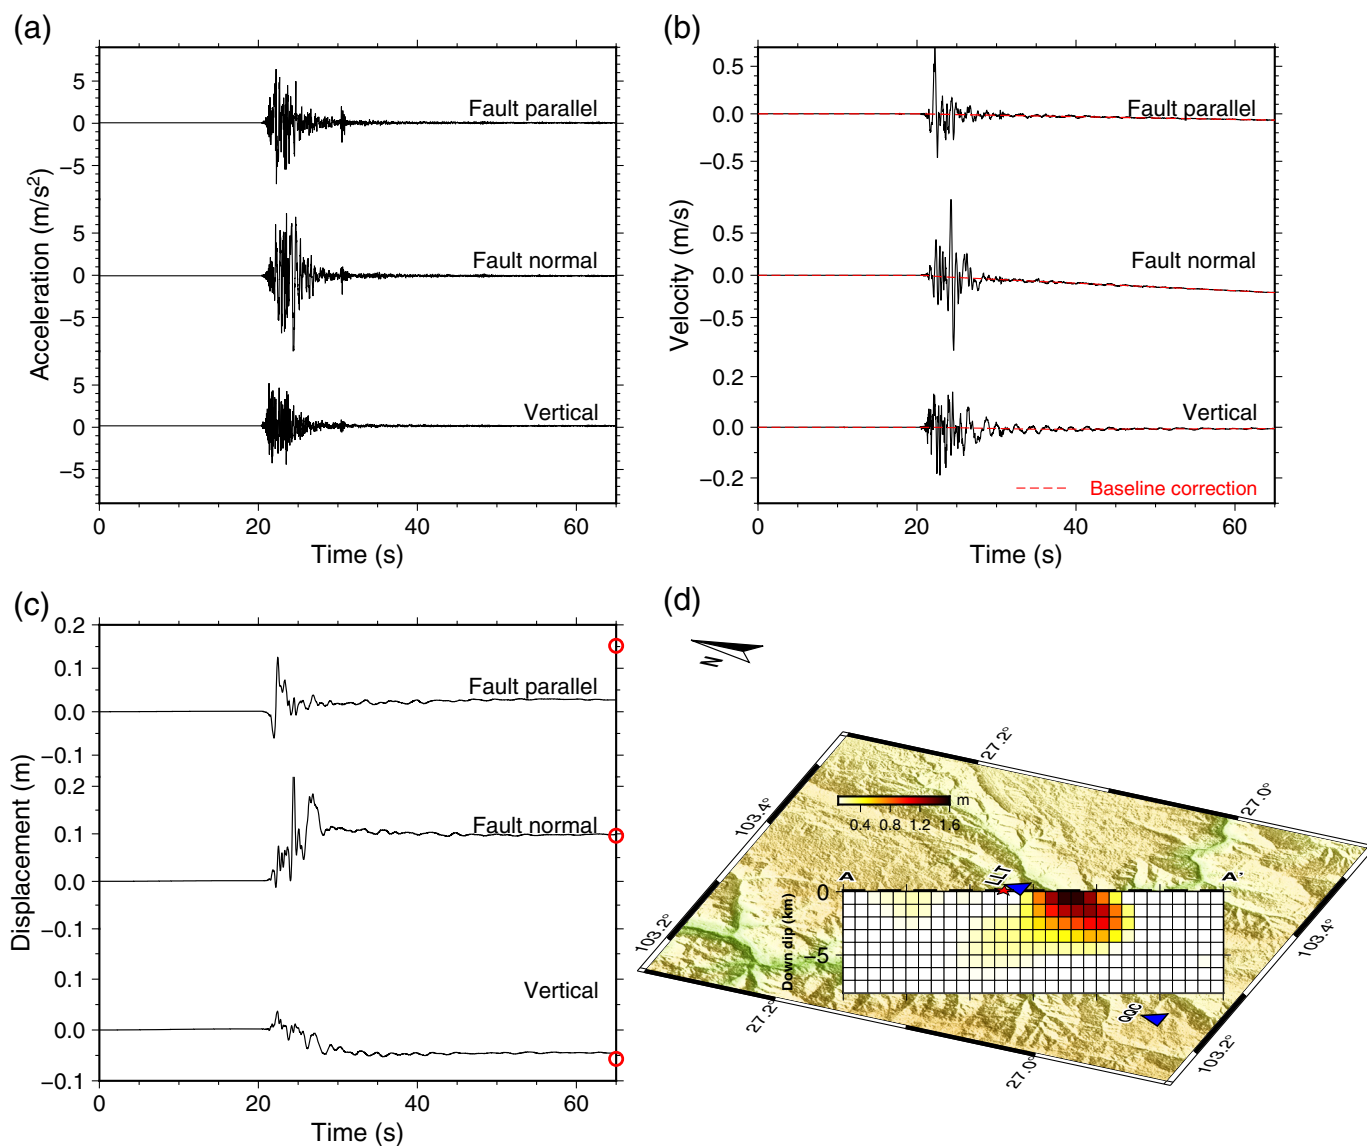 (a)
Acceleration (m/s²)
5
0
−5
5
0
−5
5
0
−5
Fault parallel
Fault normal
Vertical
0 20 40 60
Time (s)
(b)
Velocity (m/s)
0.5
0.0
−0.5
0.5
0.0
−0.5
0.2
0.0
−0.2
Fault parallel
Fault normal
Vertical
Baseline correction
0 20 40 60
Time (s)
(c)
Displacement (m)
0.2
0.1
0.0
−0.1
0.2
0.1
0.0
−0.1
0.1
0.0
−0.1
Fault parallel
Fault normal
Vertical
0 20 40 60
Time (s)
(d)
N
27.2°
27.0°
103.4°
m
0.4 0.8 1.2 1.6
A
LLT
A'
0
−5
Down dip (km)
103.2°
103.4°
QQC
27.2°
27.0°
103.2°